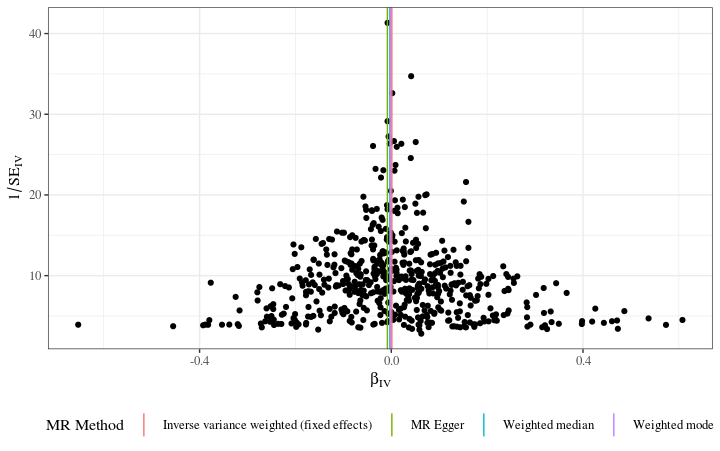 40
30
20
10
1/SE_IV
-0.4 0.0 0.4
β_IV
MR Method Inverse variance weighted (fixed effects) MR Egger Weighted median Weighted mode